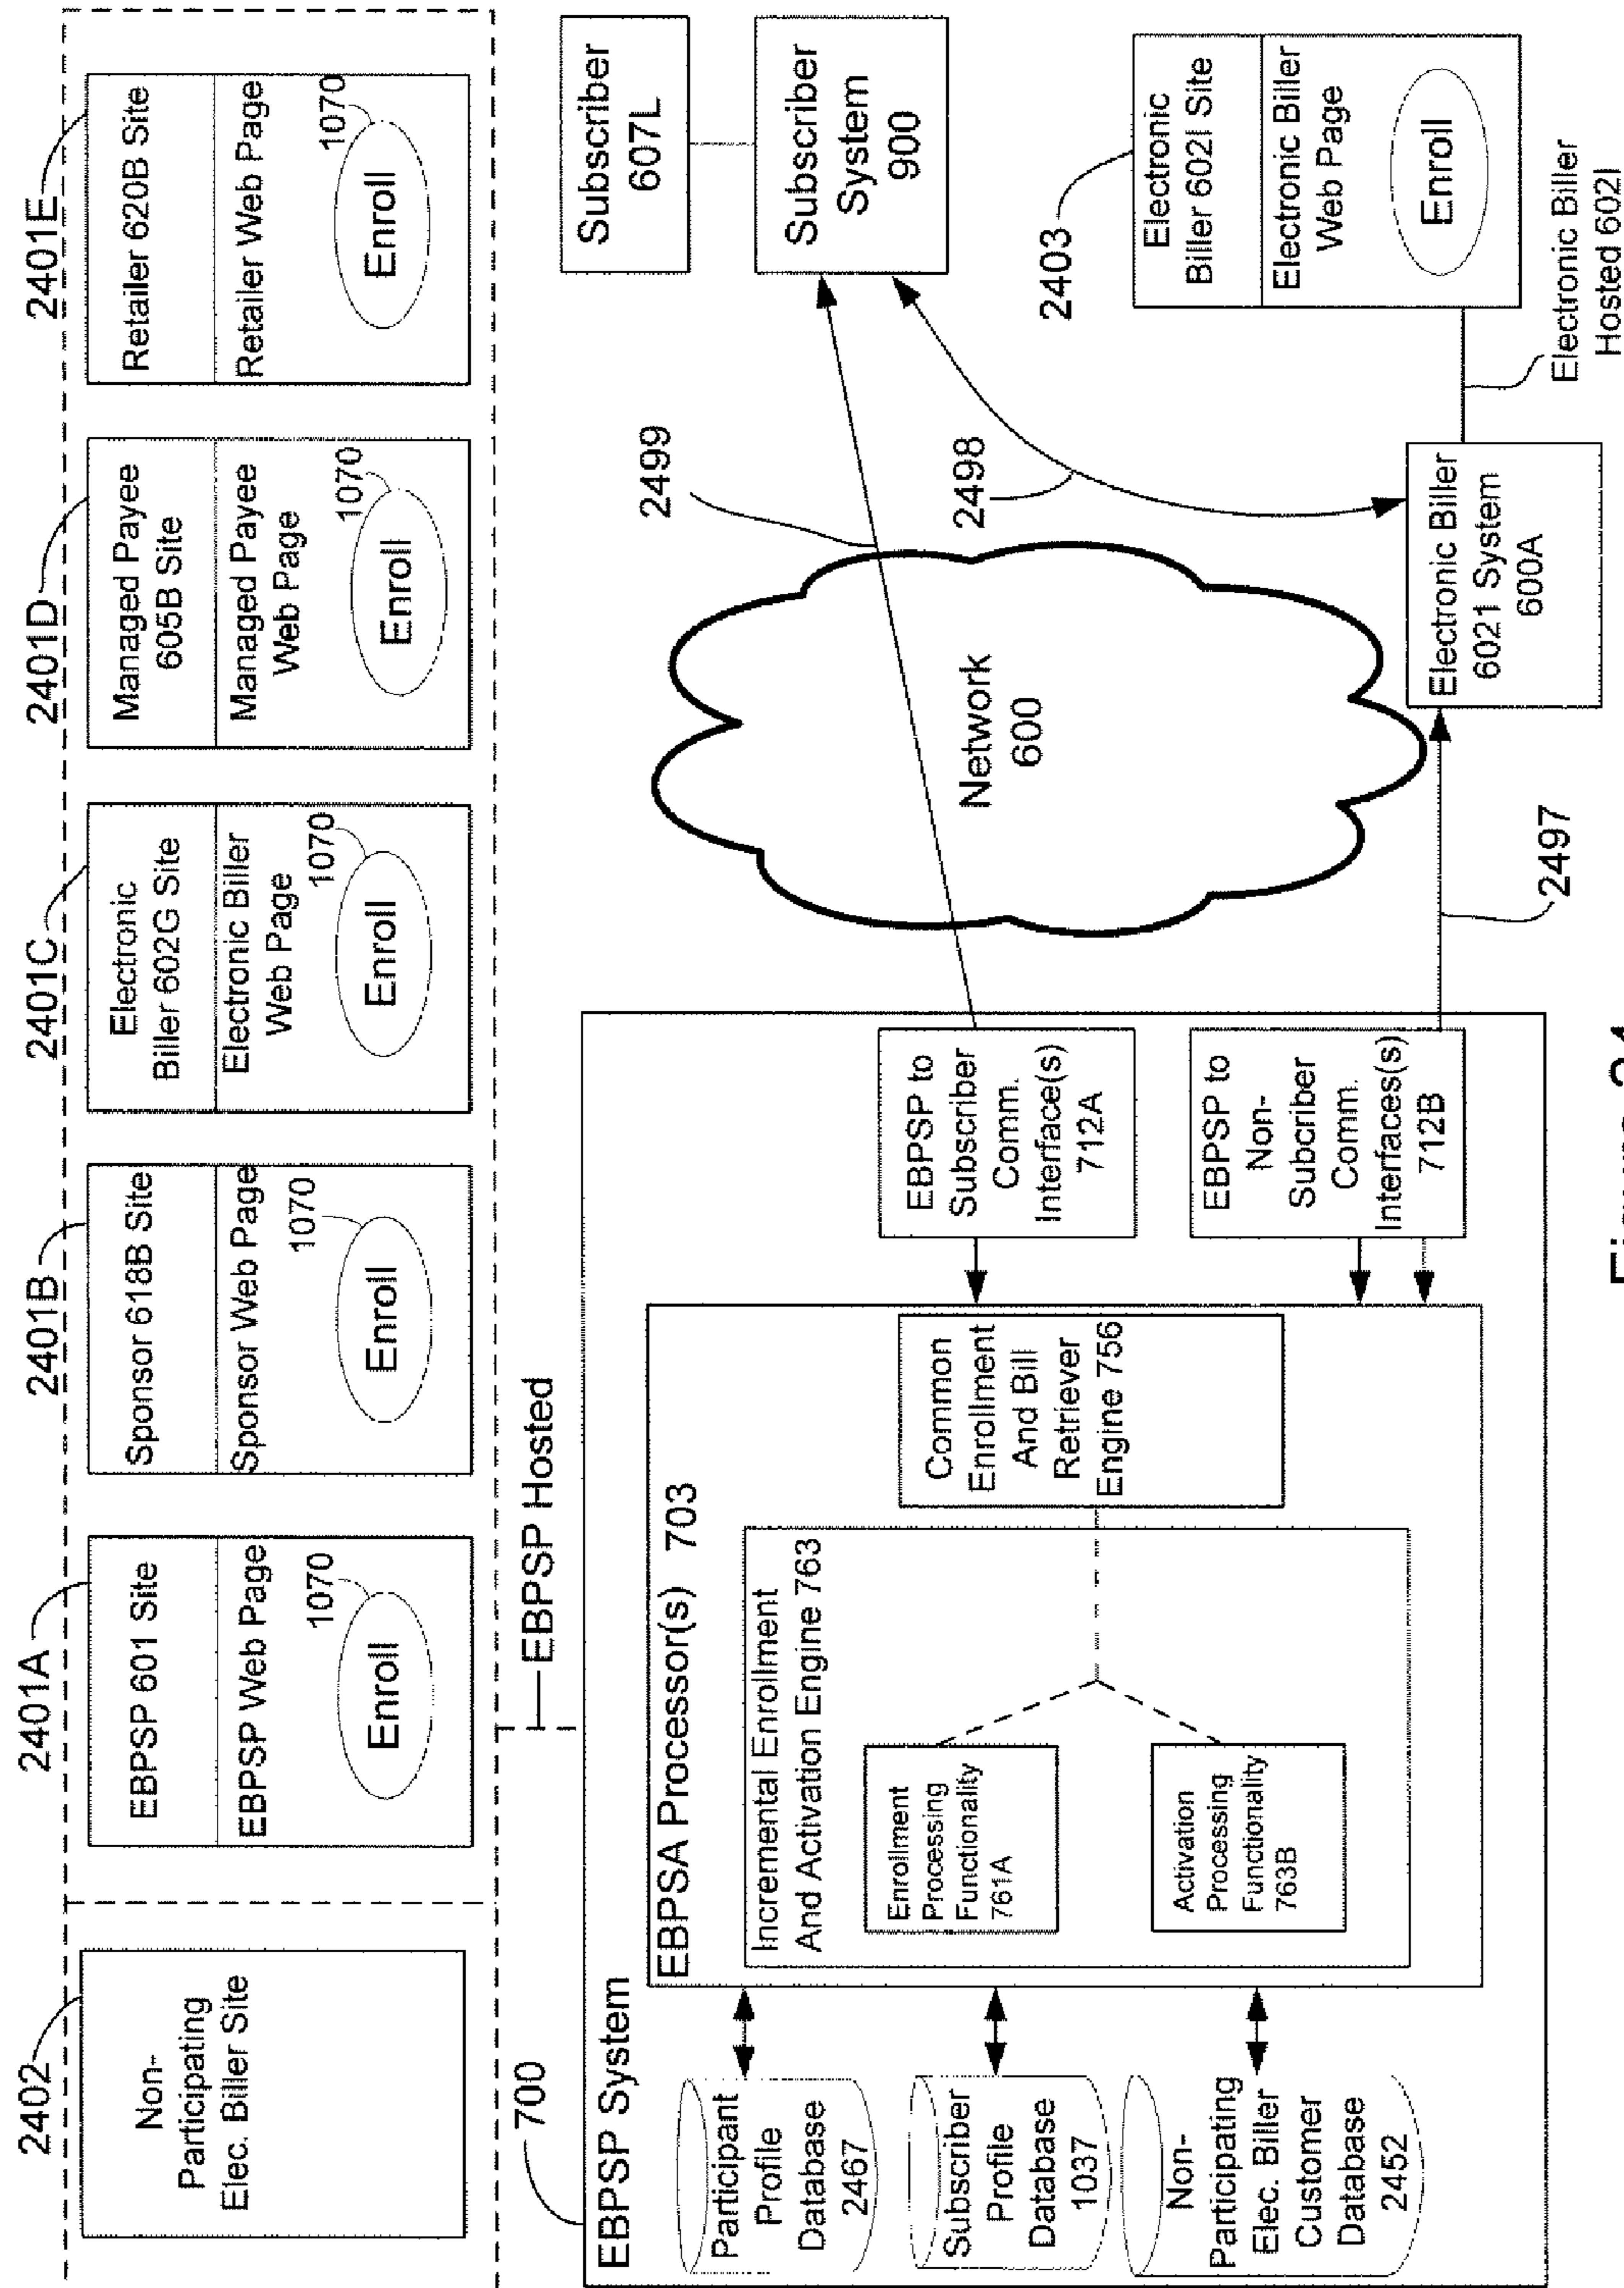 2402
Non-
Participating
Elec. Biller Site
2401A
EBPSP 601 Site
EBPSP Web Page
1070
Enroll
2401B
Sponsor 618B Site
Sponsor Web Page
1070
Enroll
2401C
Electronic
Biller 602G Site
Electronic Biller
Web Page
1070
Enroll
2401D
Managed Payee
605B Site
Managed Payee
Web Page
1070
Enroll
2401E
Retailer 620B Site
Retailer Web Page
1070
Enroll
EBPSP Hosted
700
EBPSP System
Participant
Profile
Database
2467
Subscriber
Profile
Database
1037
Non-
Participating
Elec. Biller
Customer
Database
2452
EBPSA Processor(s) 703
Incremental Enrollment
And Activation Engine 763
Enrollment
Processing
Functionality
761A
Activation
Processing
Functionality
763B
Common
Enrollment
And Bill
Retriever
Engine 756
EBPSP to
Subscriber
Comm.
Interface(s)
712A
EBPSP to
Non-
Subcriber
Comm.
Interfaces(s)
712B
Network
600
2499
2498
2497
Subscriber
607L
Subscriber
System
900
2403
Electronic
Biller 602I Site
Electronic Biller
Web Page
Enroll
Electronic Biller
6021 System
600A
Electronic Biller
Hosted 602I